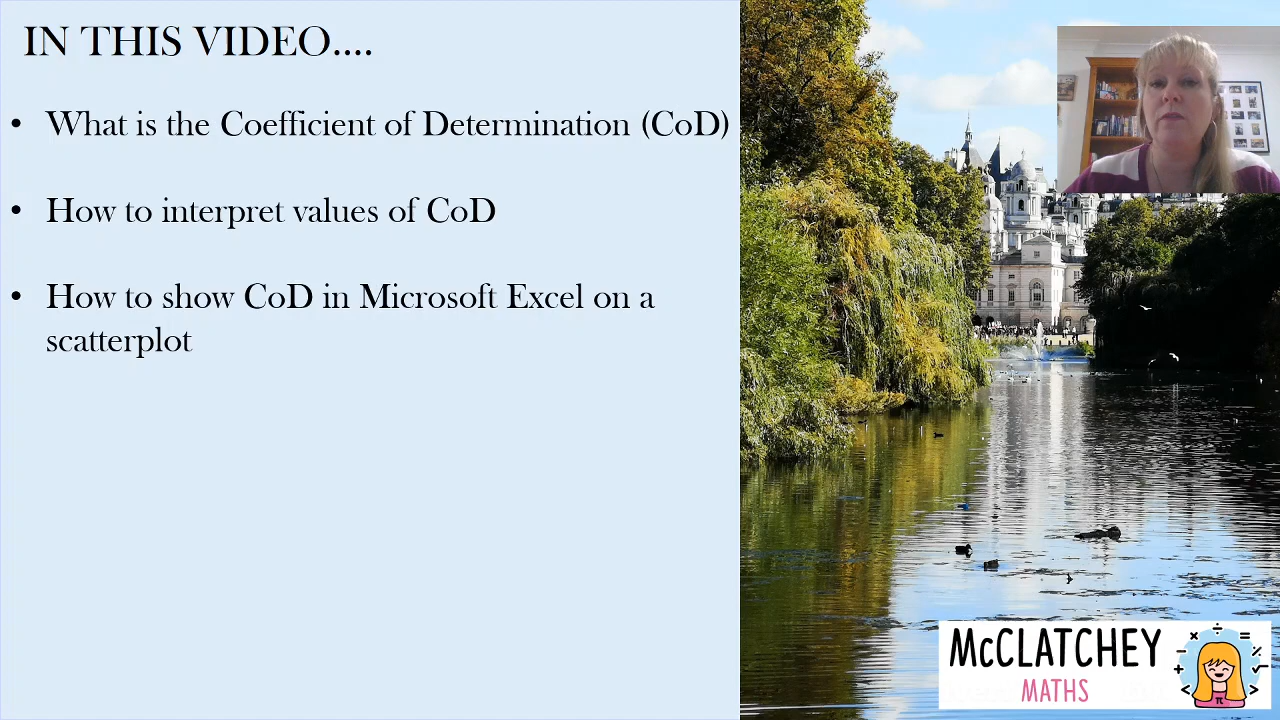 IN THIS VIDEO....
• What is the Coefficient of Determination (CoD)
• How to interpret values of CoD
• How to show CoD in Microsoft Excel on a
scatterplot
McCLATCHEY
MATHS